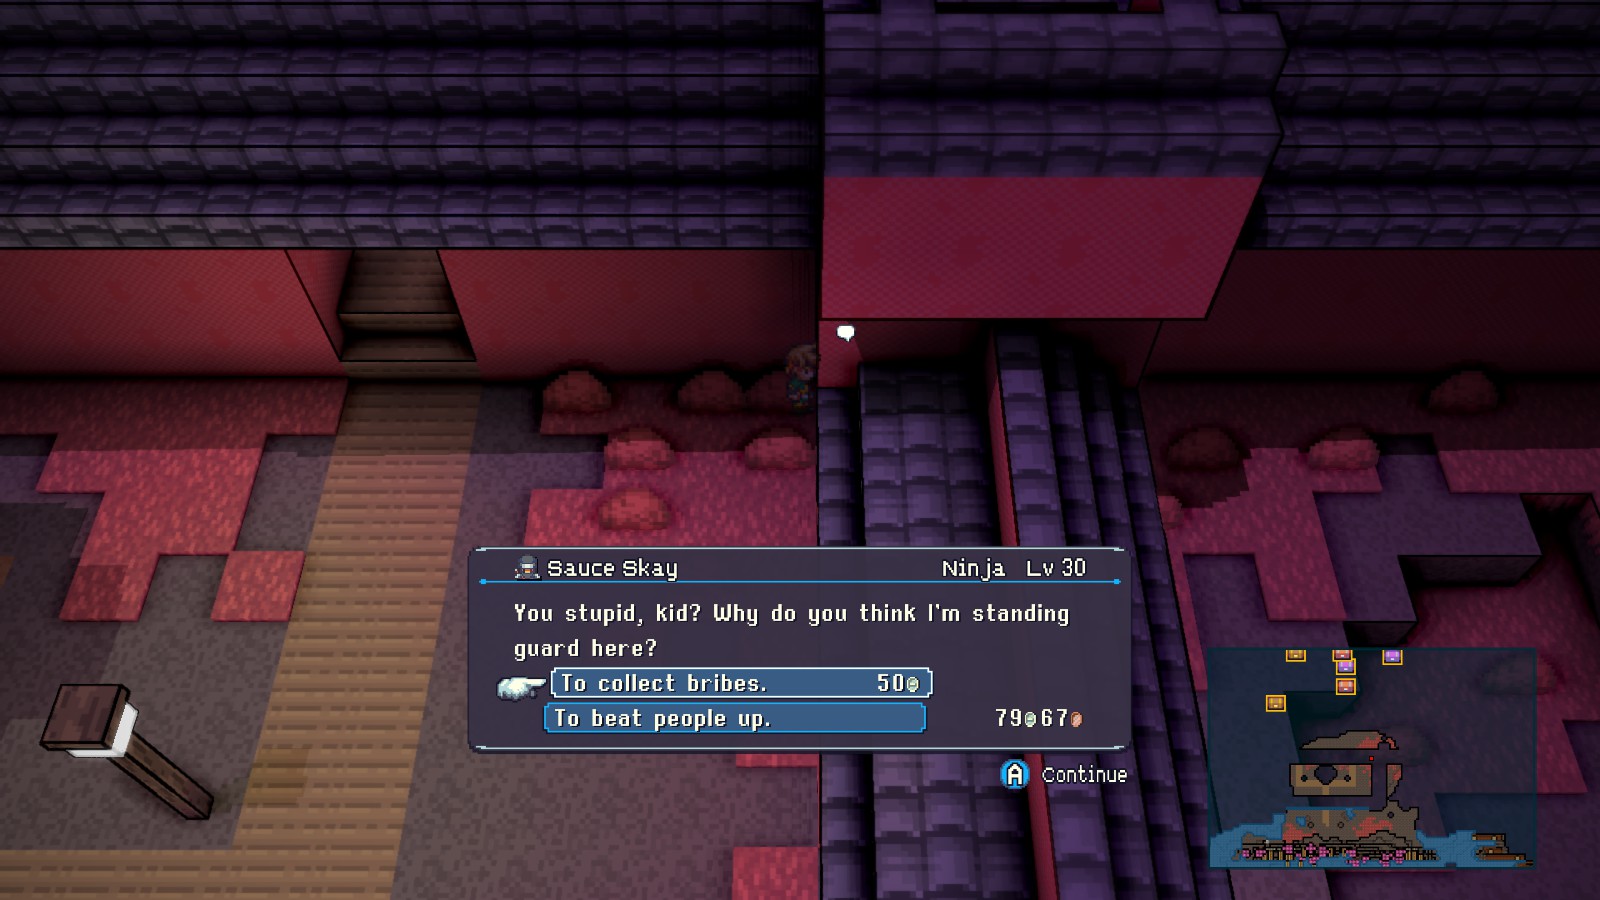 Sauce Skay Ninja Lv 30
You stupid, kid? Why do you think I'm standing
guard here?
To collect bribes. 50
To beat people up. 79 67
A Continue